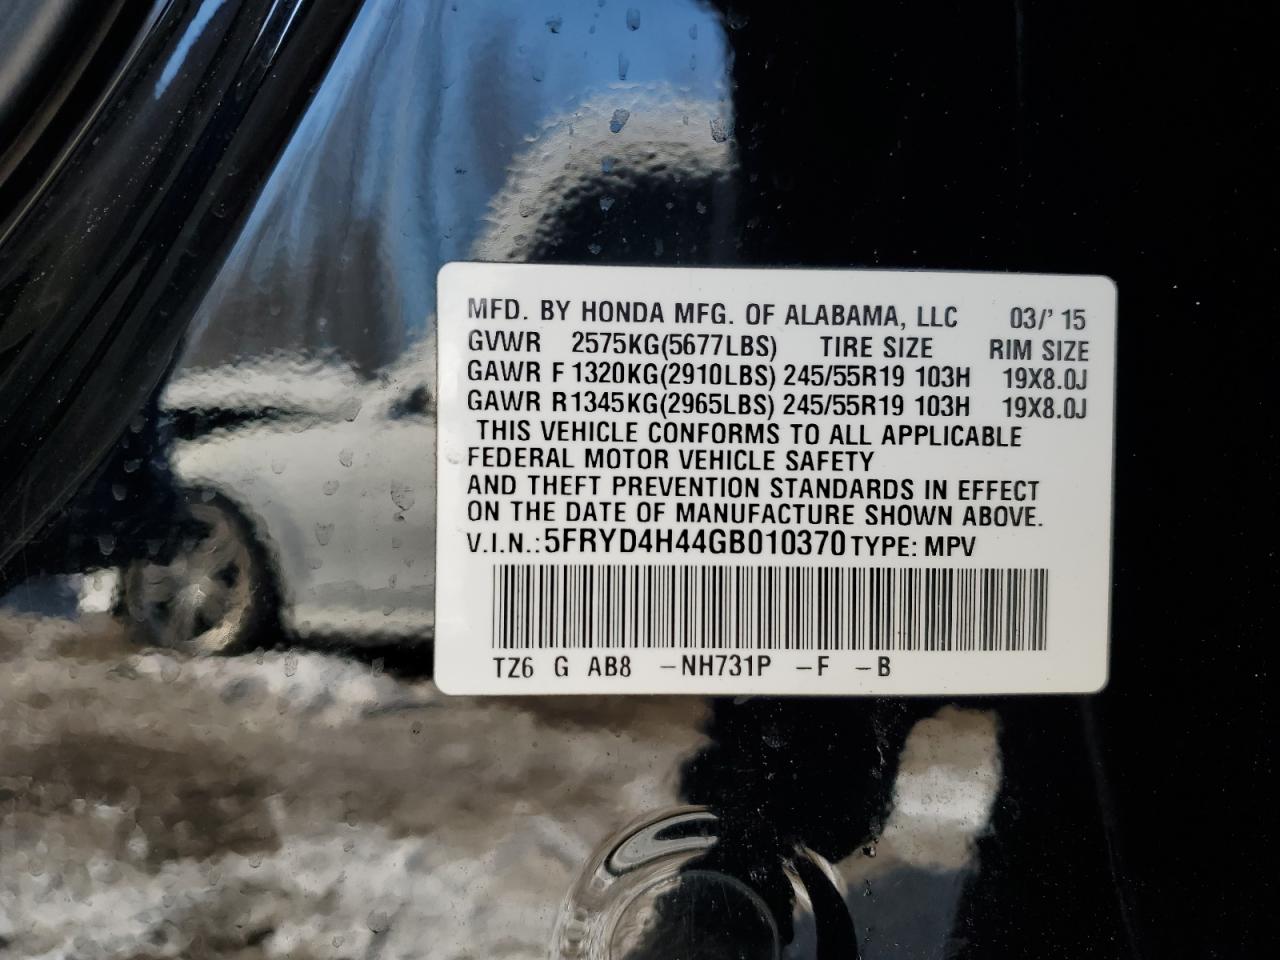 MFD. BY HONDA MFG. OF ALABAMA, LLC 03/'15
GVWR 2575KG(5677LBS) TIRE SIZE RIM SIZE
GAWR F 1320KG(2910LBS) 245/55R19 103H 19X8.0J
GAWR R1345KG(2965LBS) 245/55R19 103H 19X8.0J
THIS VEHICLE CONFORMS TO ALL APPLICABLE
FEDERAL MOTOR VEHICLE SAFETY
AND THEFT PREVENTION STANDARDS IN EFFECT
ON THE DATE OF MANUFACTURE SHOWN ABOVE.
V.I.N.: 5FRYD4H44GB010370 TYPE: MPV
TZ6 G AB8 –NH731P –F –B